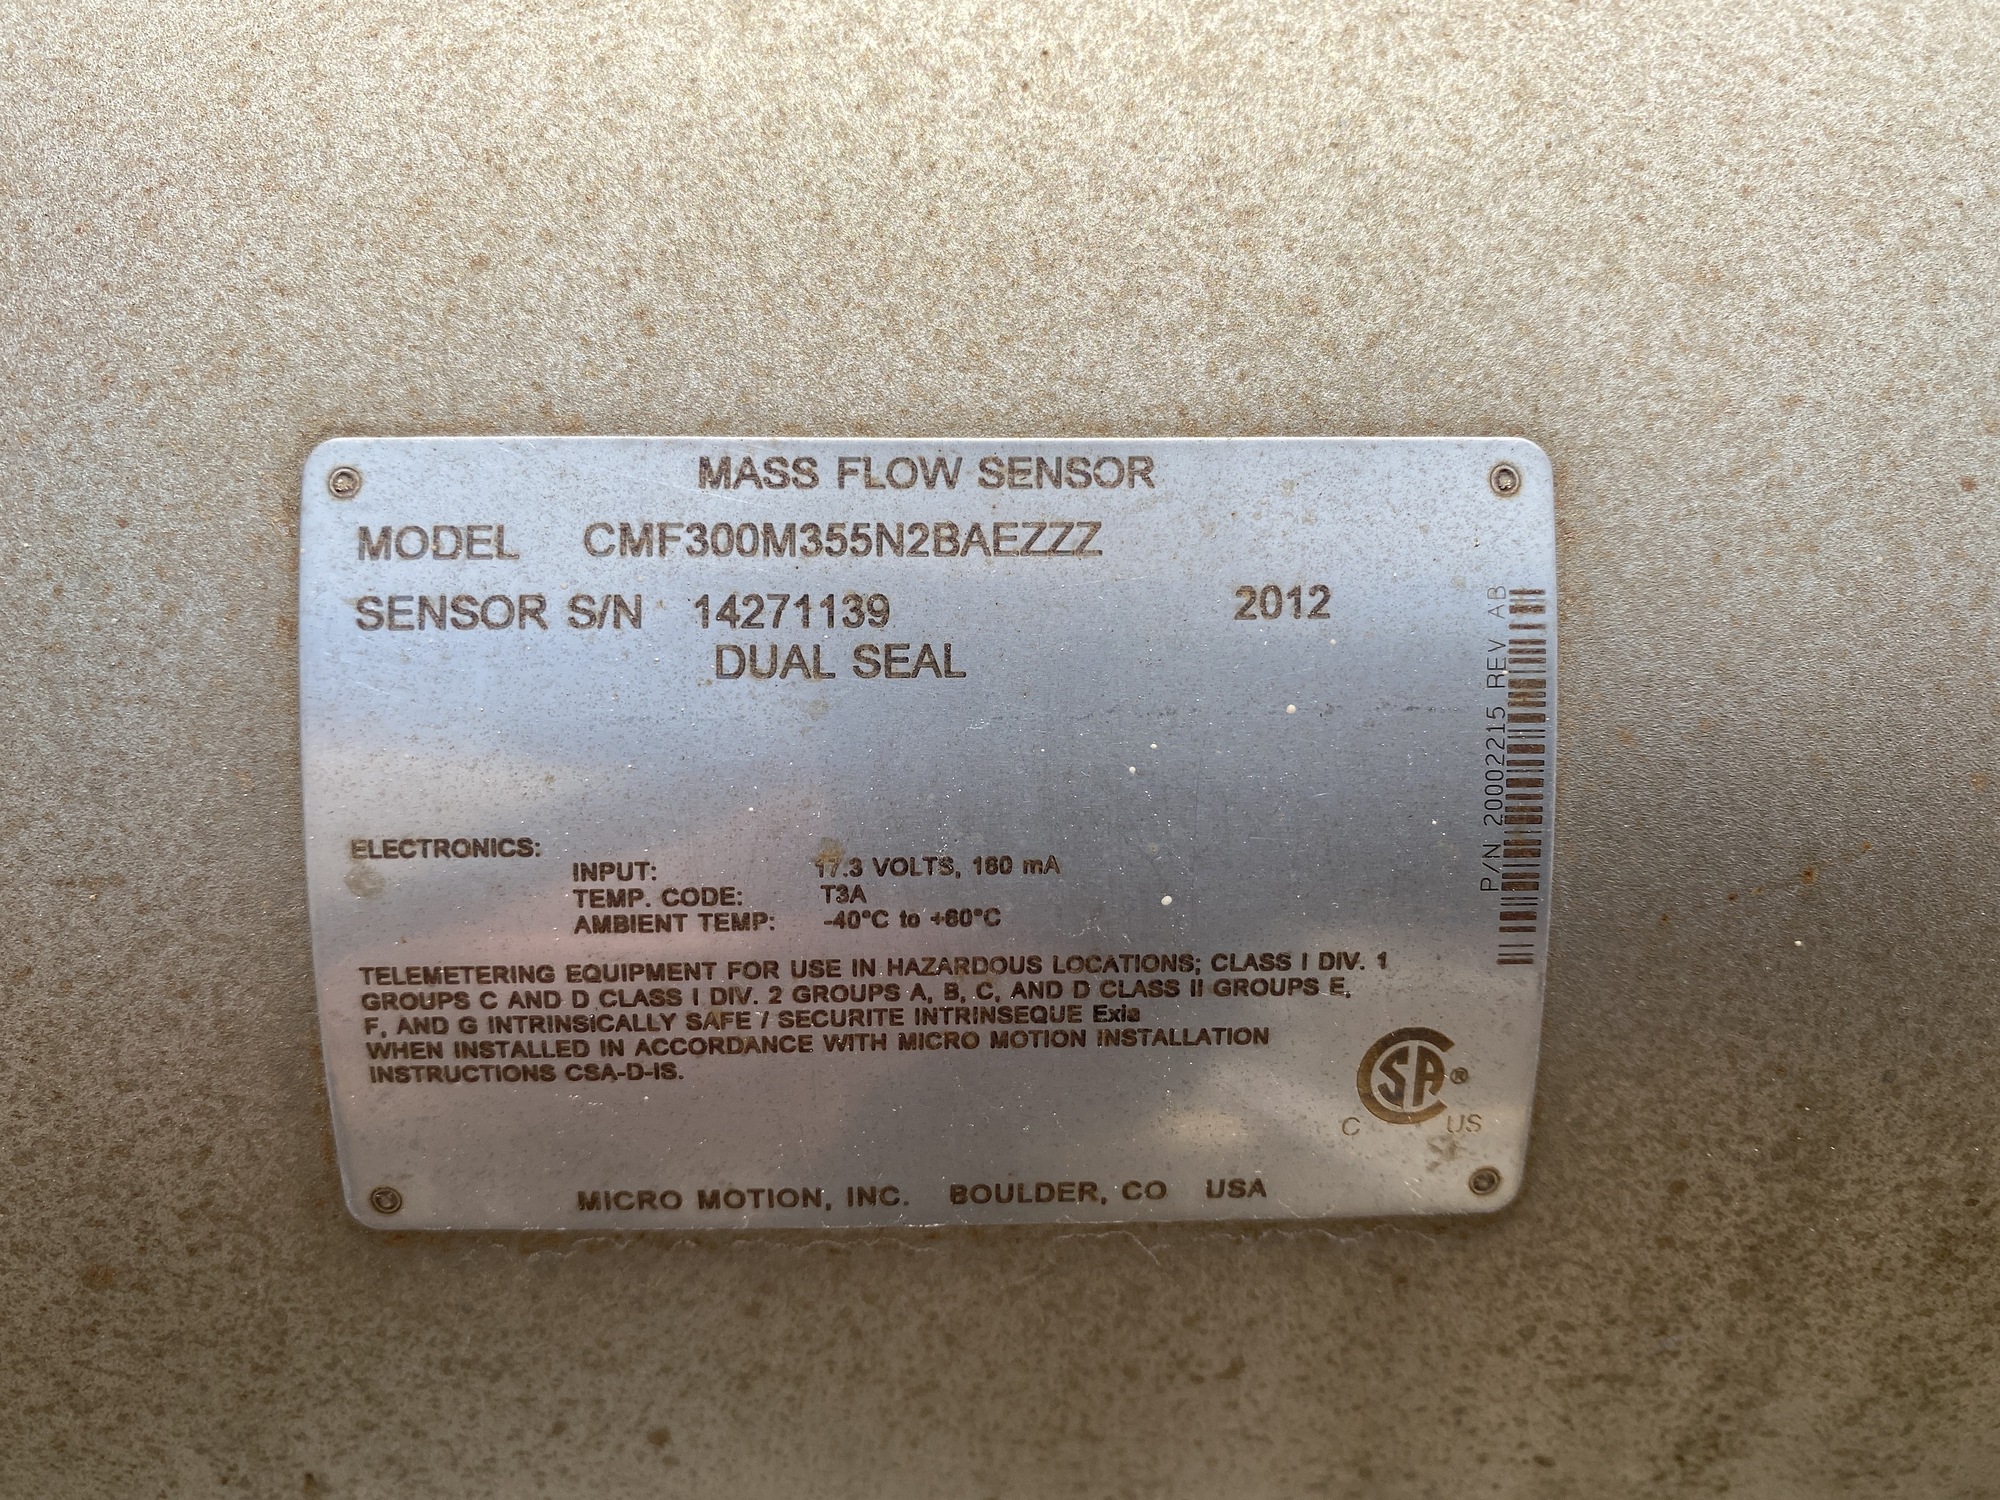 MASS FLOW SENSOR
MODEL CMF300M355N2BAEZZZ
SENSOR S/N 14271139 2012
DUAL SEAL
P/N 20002215 REV AB
ELECTRONICS:
INPUT: 17.3 VOLTS, 160 mA
TEMP. CODE: T3A
AMBIENT TEMP: -40°C to +60°C
TELEMETERING EQUIPMENT FOR USE IN HAZARDOUS LOCATIONS; CLASS I DIV. 1
GROUPS C AND D CLASS I DIV. 2 GROUPS A, B, C, AND D CLASS II GROUPS E,
F, AND G INTRINSICALLY SAFE / SECURITE INTRINSEQUE Exia
WHEN INSTALLED IN ACCORDANCE WITH MICRO MOTION INSTALLATION
INSTRUCTIONS CSA-D-IS.
CSA®
C US
MICRO MOTION, INC. BOULDER, CO USA